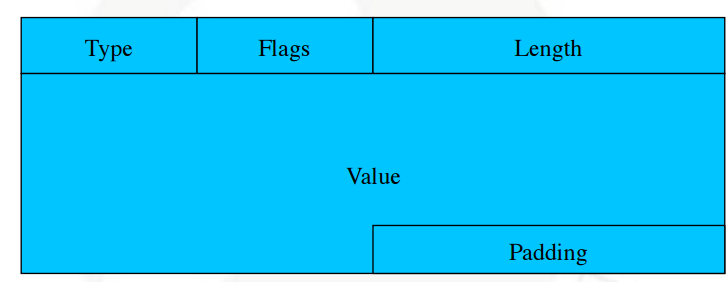 Type Flags Length
Value
Padding